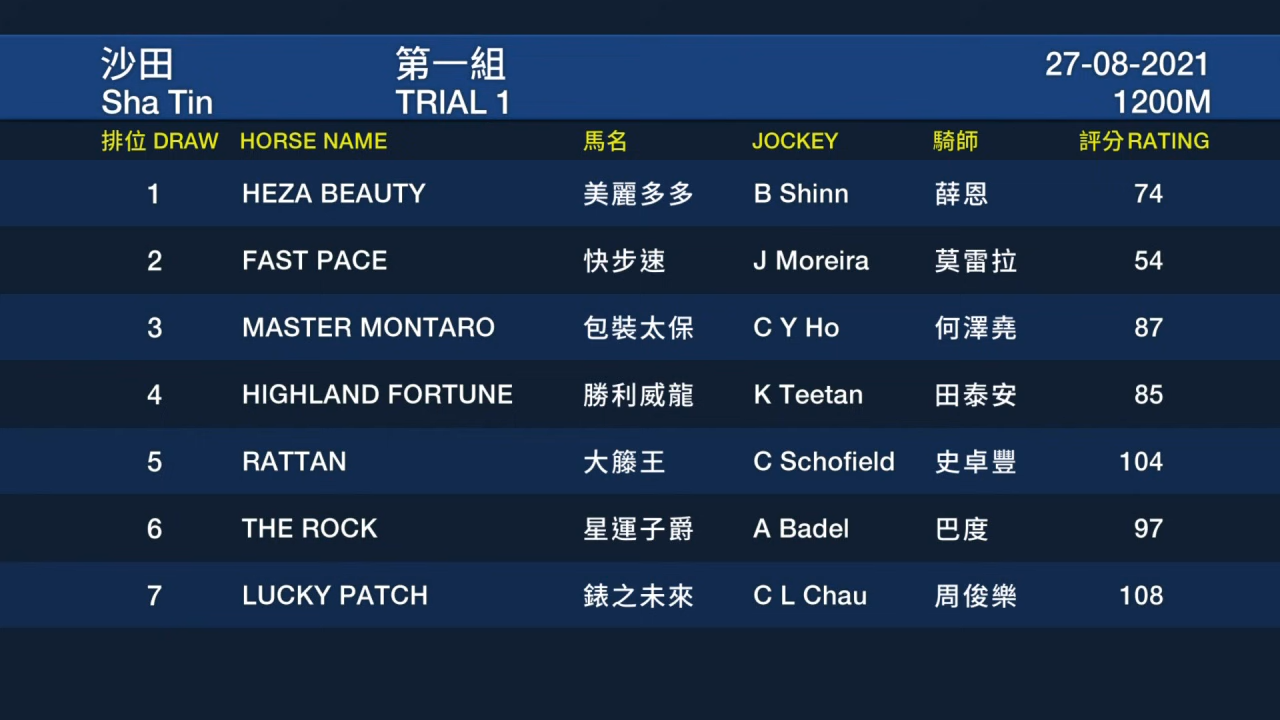 沙田 第一組 27-08-2021
Sha Tin TRIAL 1 1200M
排位 DRAW HORSE NAME 馬名 JOCKEY 騎師 評分 RATING
1 HEZA BEAUTY 美麗多多 B Shinn 薛恩 74
2 FAST PACE 快步速 J Moreira 莫雷拉 54
3 MASTER MONTARO 包裝太保 C Y Ho 何澤堯 87
4 HIGHLAND FORTUNE 勝利威龍 K Teetan 田泰安 85
5 RATTAN 大籐王 C Schofield 史卓豐 104
6 THE ROCK 星運子爵 A Badel 巴度 97
7 LUCKY PATCH 錶之未來 C L Chau 周俊樂 108